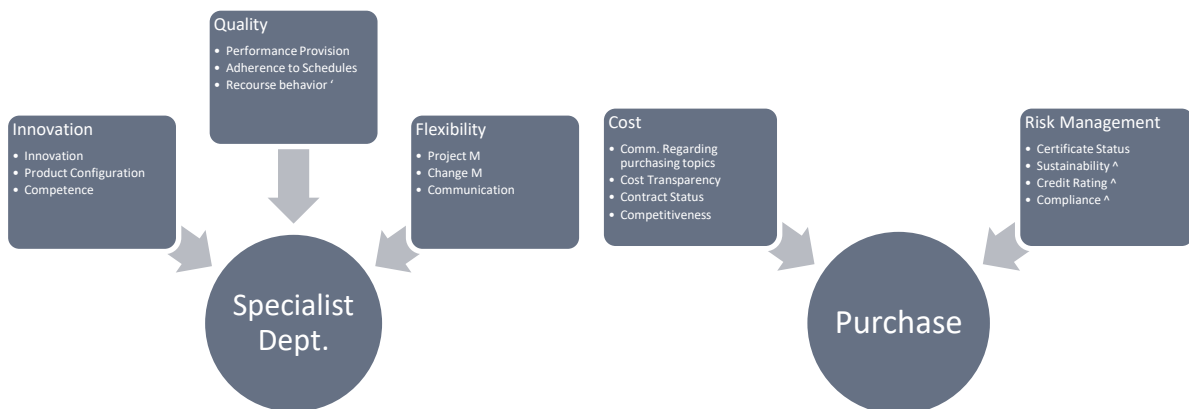 Quality
• Performance Provision
• Adherence to Schedules
• Recourse behavior ‘
Innovation
• Innovation
• Product Configuration
• Competence
Flexibility
• Project M
• Change M
• Communication
Specialist
Dept.
Cost
• Comm. Regarding
purchasing topics
• Cost Transparency
• Contract Status
• Competitiveness
Risk Management
• Certificate Status
• Sustainability ^
• Credit Rating ^
• Compliance ^
Purchase